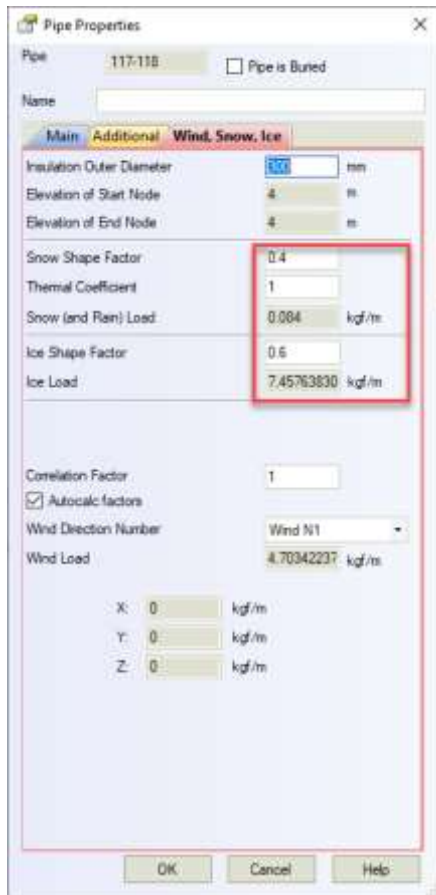 Pipe Properties
Pipe 117-118 Pipe is Buried
Name
Main Additional Wind, Snow, Ice
Insulation Outer Diameter 300 mm
Elevation of Start Node 4 m
Elevation of End Node 4 m
Snow Shape Factor 0.4
Thermal Coefficient 1
Snow (and Rain) Load 0.084 kgf/m
Ice Shape Factor 0.6
Ice Load 7.45763830 kgf/m
Correlation Factor 1
Autocalc factors
Wind Direction Number Wind N1
Wind Load 4.70342237 kgf/m
X: 0 kgf/m
Y: 0 kgf/m
Z: 0 kgf/m
OK Cancel Help